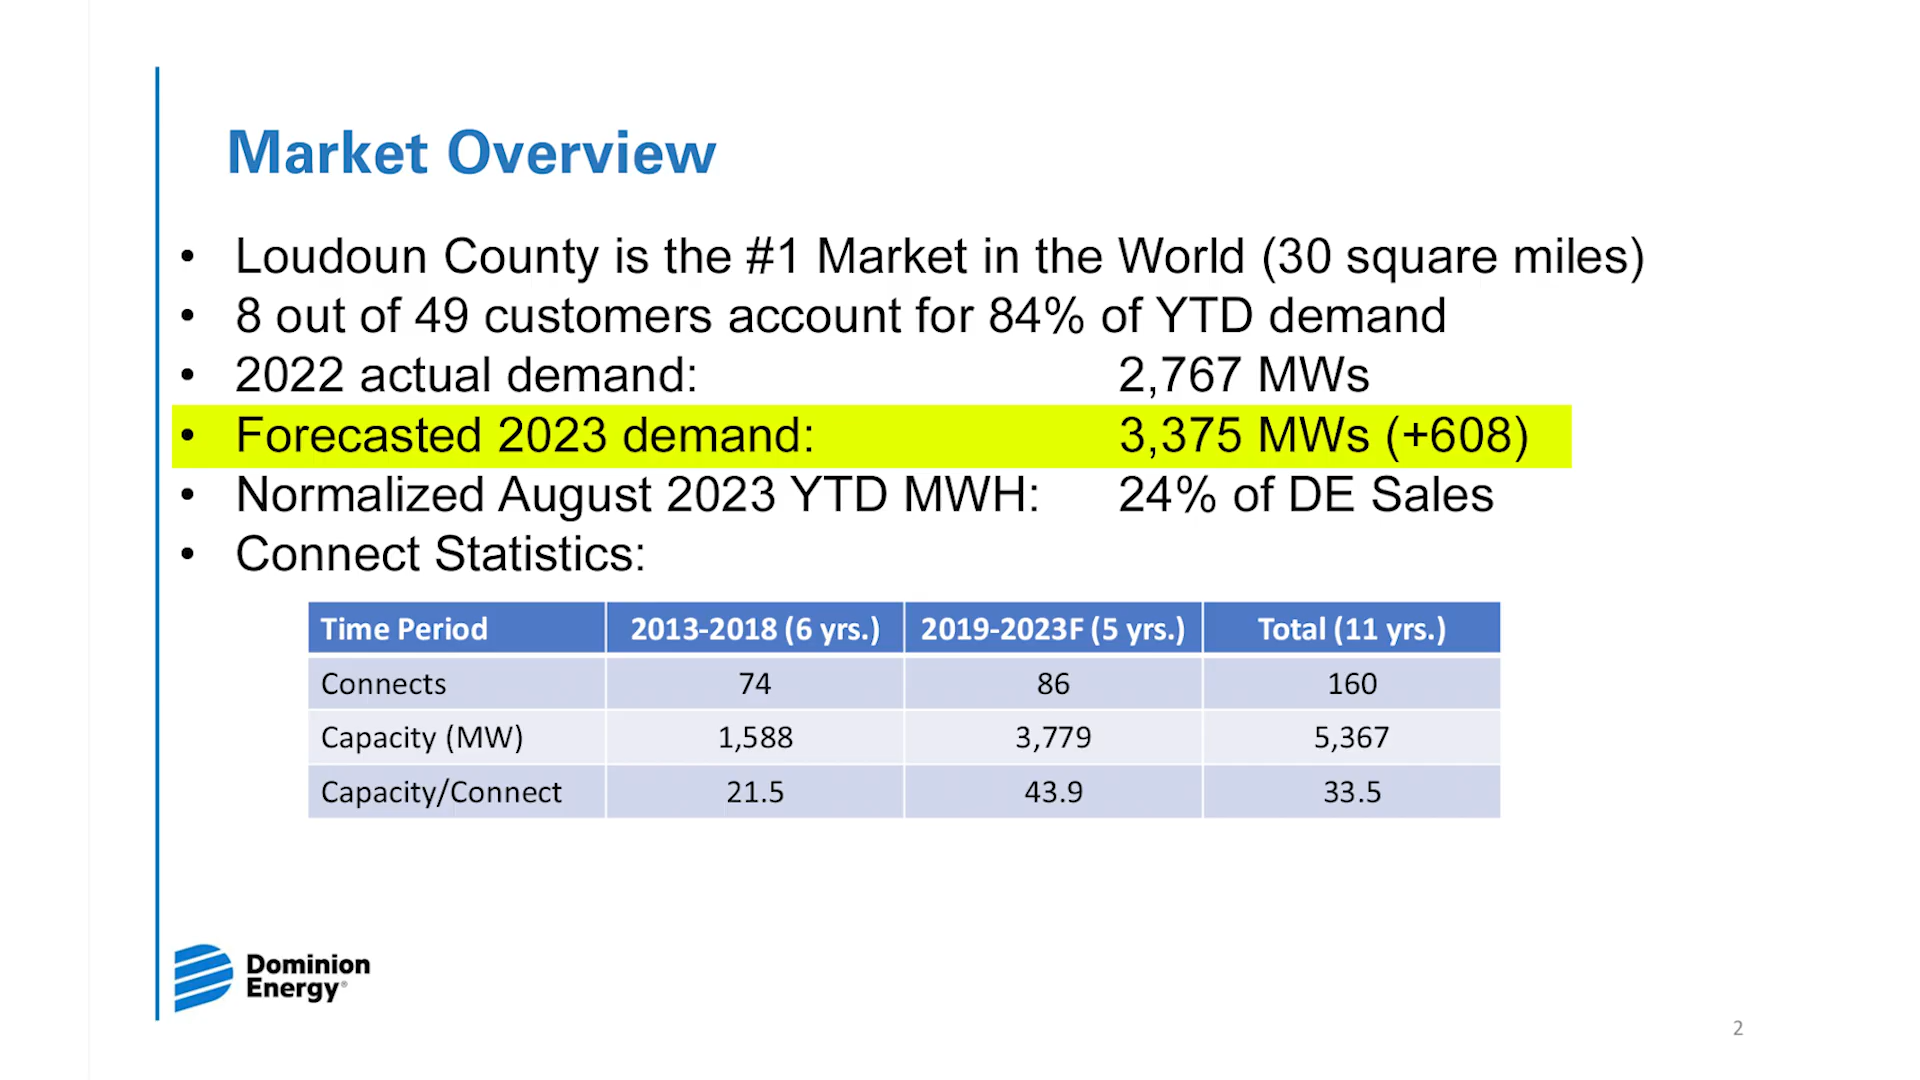 Market Overview
• Loudoun County is the #1 Market in the World (30 square miles)
• 8 out of 49 customers account for 84% of YTD demand
• 2022 actual demand: 2,767 MWs
• Forecasted 2023 demand: 3,375 MWs (+608)
• Normalized August 2023 YTD MWH: 24% of DE Sales
• Connect Statistics:
Time Period 2013-2018 (6 yrs.) 2019-2023F (5 yrs.) Total (11 yrs.)
Connects 74 86 160
Capacity (MW) 1,588 3,779 5,367
Capacity/Connect 21.5 43.9 33.5
Dominion
Energy®
2